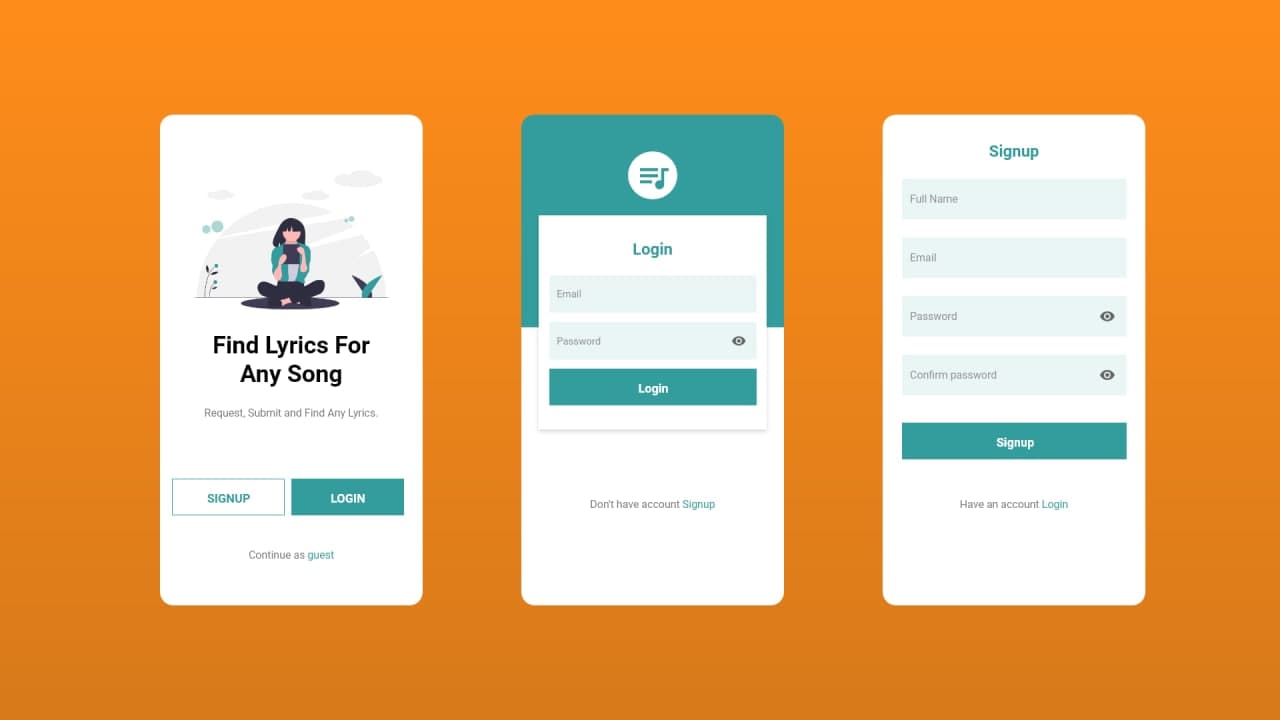 Find Lyrics For
Any Song
Request, Submit and Find Any Lyrics.
SIGNUP
LOGIN
Continue as guest
Login
Email
Password
Login
Don't have account Signup
Signup
Full Name
Email
Password
Confirm password
Signup
Have an account Login